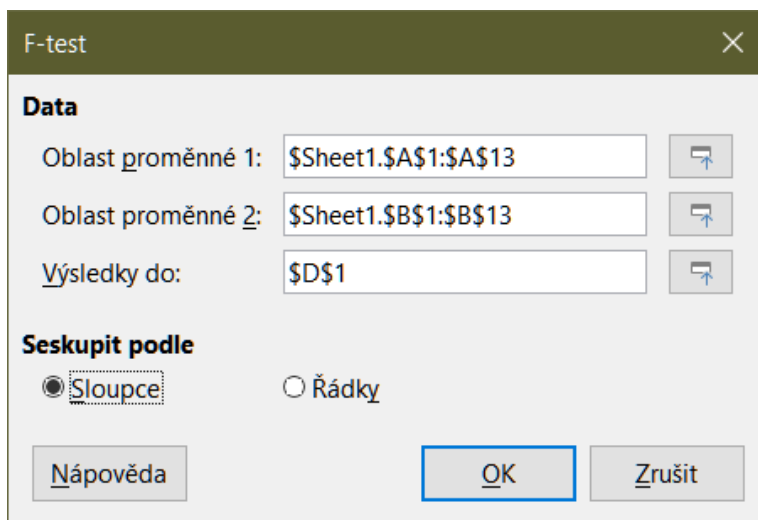 F-test
Data
Oblast proměnné 1: $Sheet1.$A$1:$A$13
Oblast proměnné 2: $Sheet1.$B$1:$B$13
Výsledky do: $D$1
Seskupit podle
Sloupce Řádky
Nápověda OK Zrušit